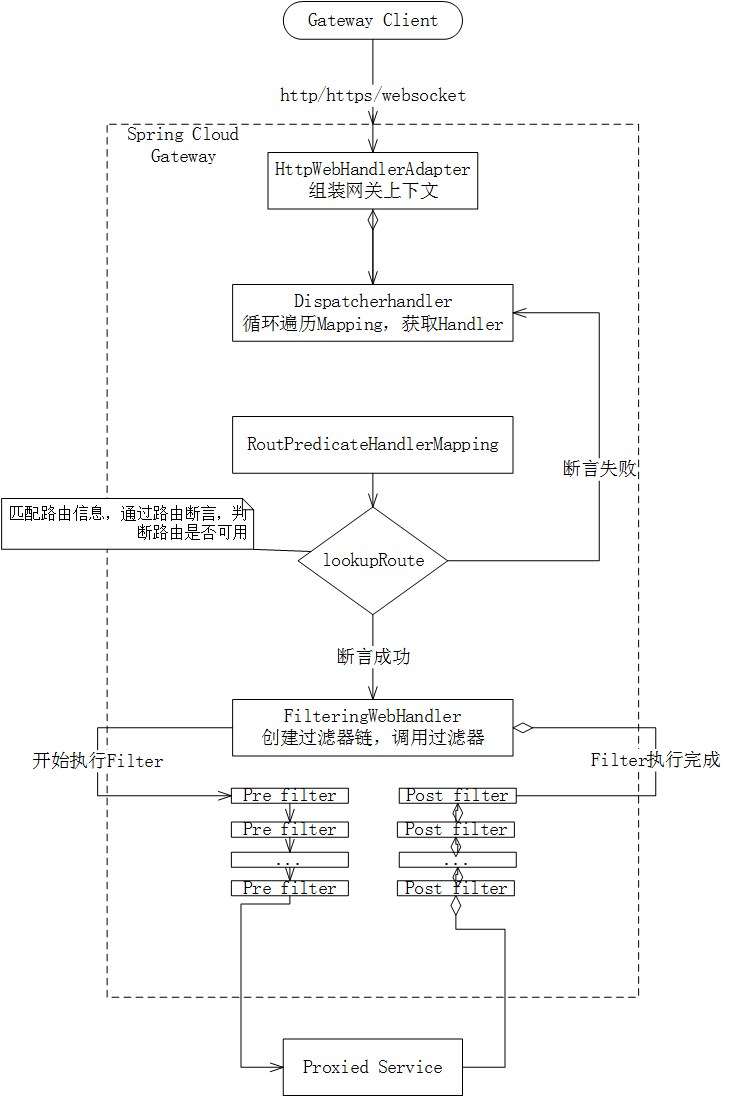 Gateway Client
http/https/websocket
Spring Cloud
Gateway
HttpWebHandlerAdapter
组装网关上下文
Dispatcherhandler
循环遍历Mapping，获取Handler
RoutPredicateHandlerMapping
断言失败
匹配路由信息，通过路由断言，判
断路由是否可用
lookupRoute
断言成功
FilteringWebHandler
创建过滤器链，调用过滤器
开始执行Filter
Filter执行完成
Pre filter
Post filter
Pre filter
Post filter
...
...
Pre filter
Post filter
Proxied Service